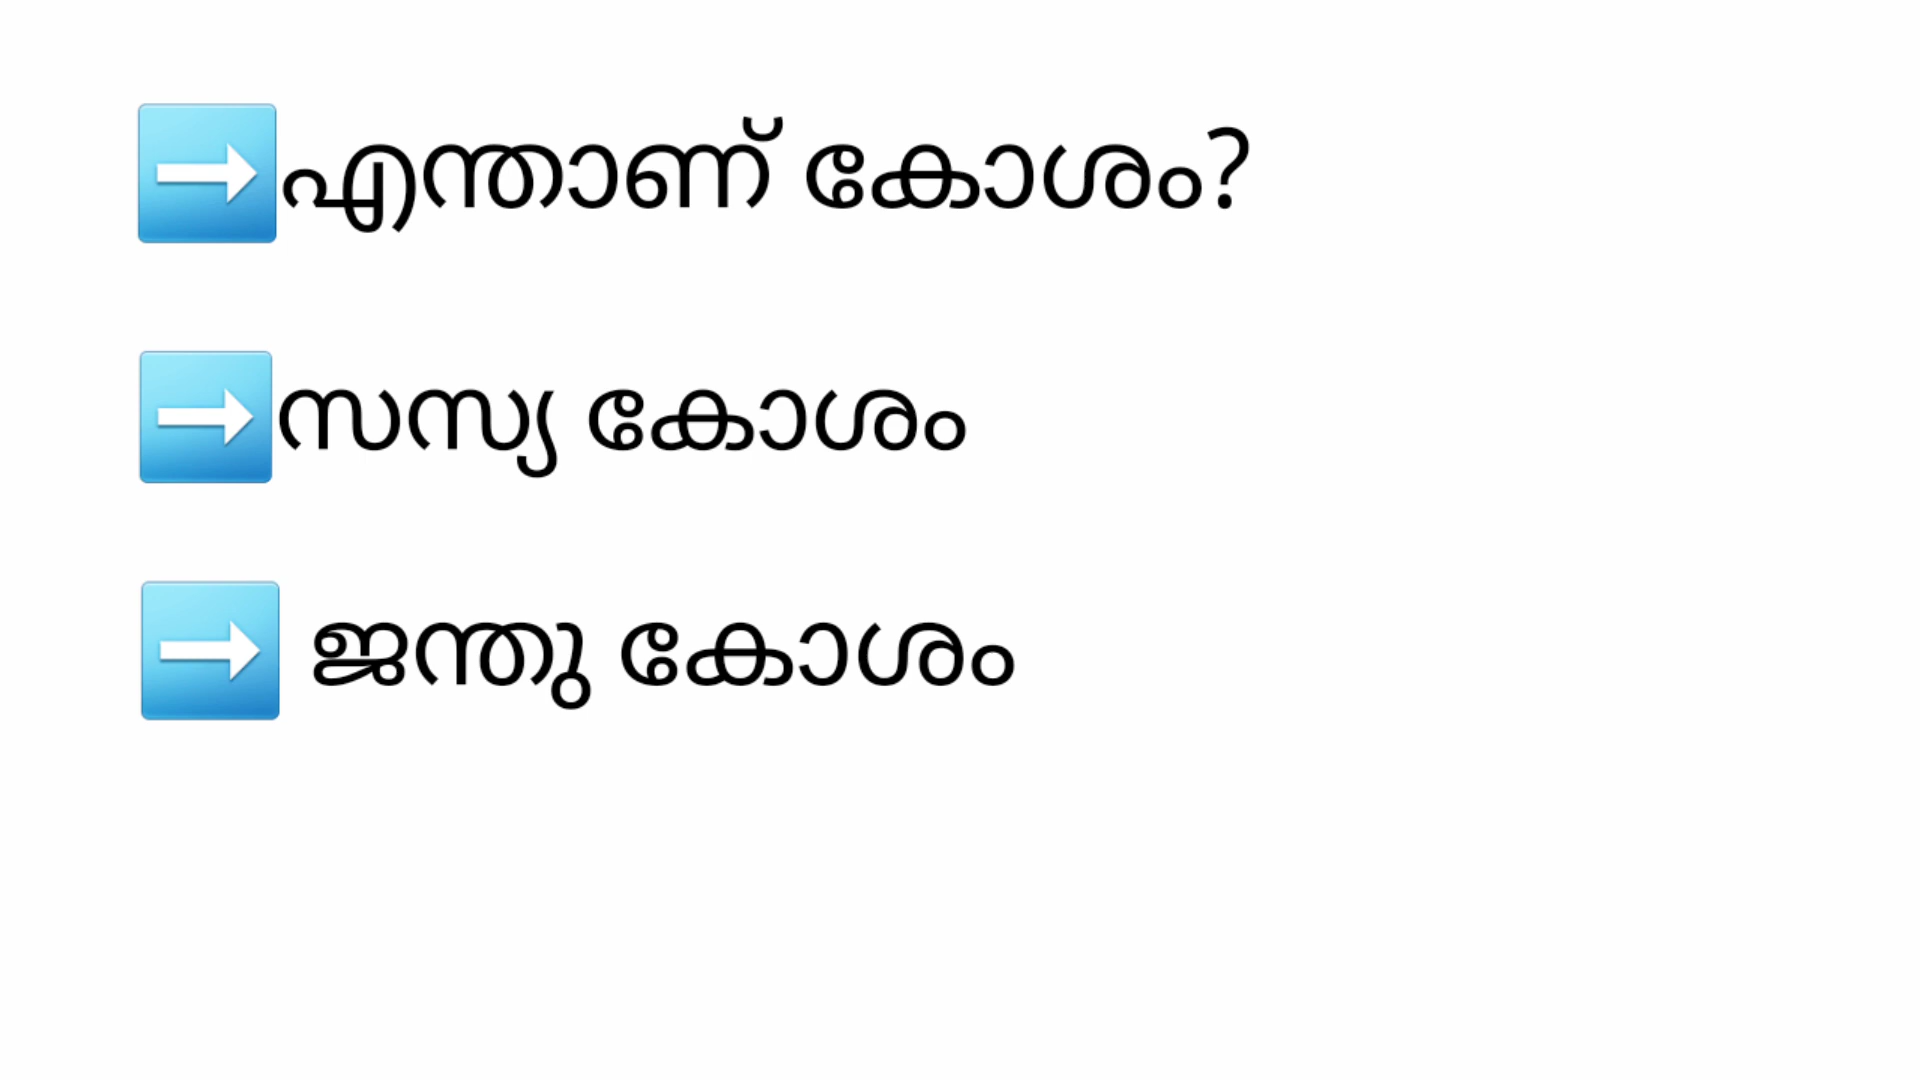 ➡️എന്താണ് കോശം?
➡️സസ്യ കോശം
➡️ ജന്തു കോശം